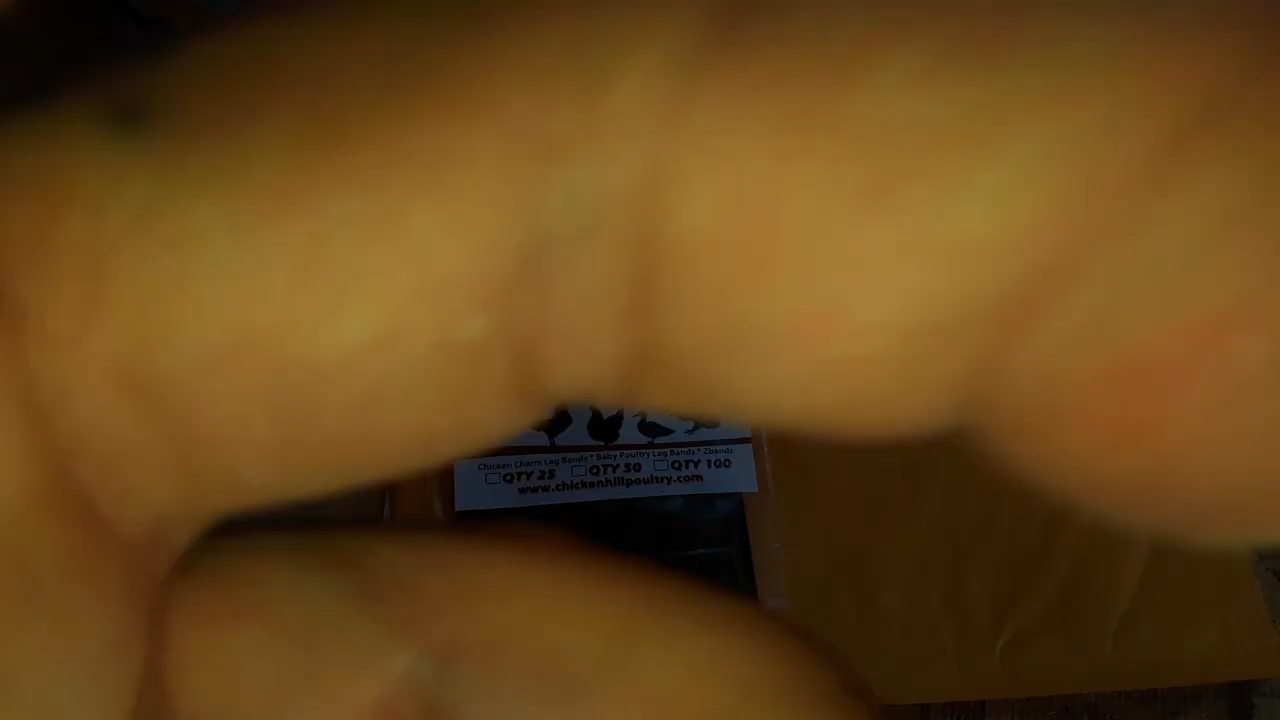 Chicken Charm Leg Bands * Baby Poultry Leg Bands * Zbands
QTY 25 QTY 50 QTY 100
www.chickenhillpoultry.com